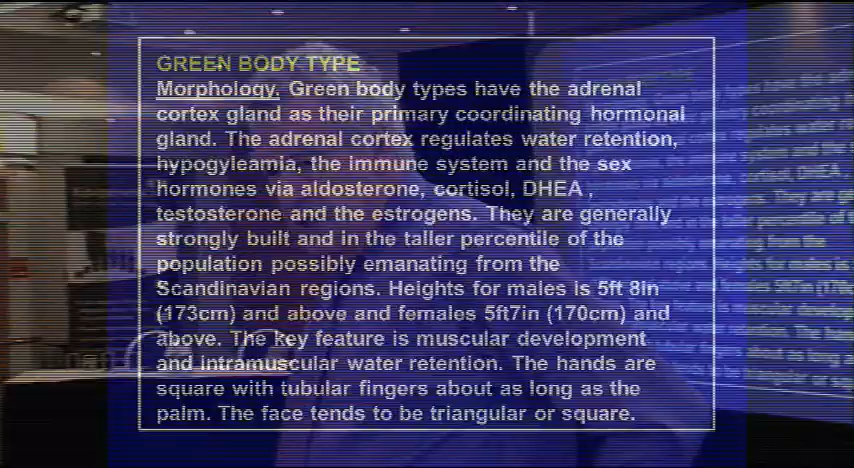 GREEN BODY TYPE
Morphology. Green body types have the adrenal
cortex gland as their primary coordinating hormonal
gland. The adrenal cortex regulates water retention,
hypogyleamia, the immune system and the sex
hormones via aldosterone, cortisol, DHEA ,
testosterone and the estrogens. They are generally
strongly built and in the taller percentile of the
population possibly emanating from the
Scandinavian regions. Heights for males is 5ft 8in
(173cm) and above and females 5ft7in (170cm) and
above. The key feature is muscular development
and intramuscular water retention. The hands are
square with tubular fingers about as long as the
palm. The face tends to be triangular or square.